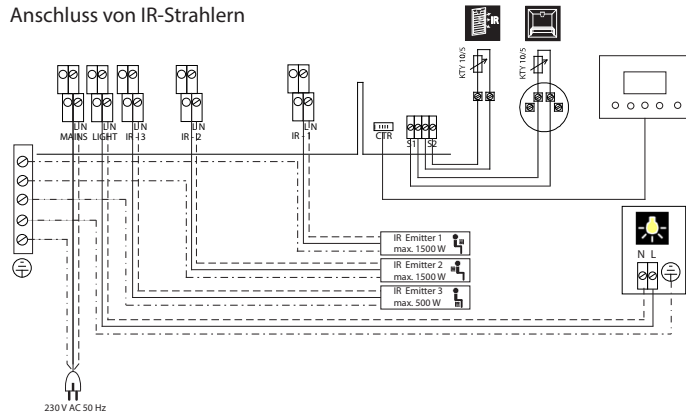 Anschluss von IR-Strahlern
IR
KTY 10/5
KTY 10/5
L N
L N
L N
L N
L N
MAINS
LIGHT
IR - 3
IR - 2
IR - 1
CTR
S1
S2
IR Emitter 1
max. 1500 W
IR Emitter 2
max. 1500 W
IR Emitter 3
max. 500 W
N L
230 V AC 50 Hz